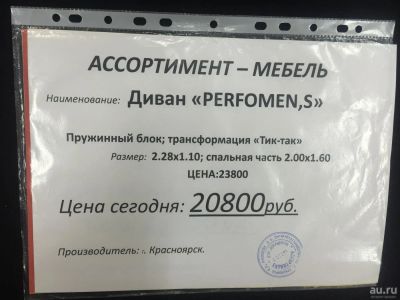 АССОРТИМЕНТ – МЕБЕЛЬ
Наименование: Диван «PERFOMEN,S»
Пружинный блок; трансформация «Тик-так»
Размер: 2.28х1.10; спальная часть 2.00х1.60
ЦЕНА:23800
Цена сегодня: 20800руб.
Производитель: г. Красноярск.
au.ru